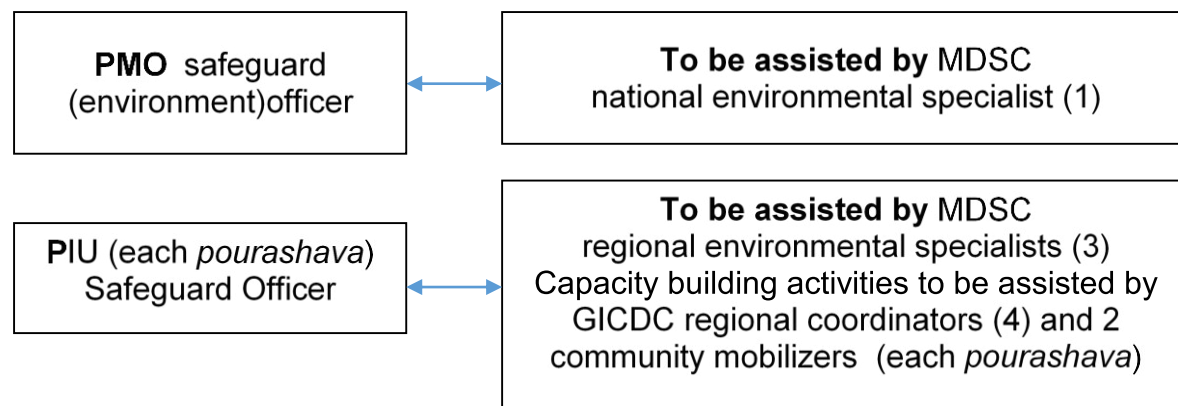 PMO safeguard
(environment)officer
To be assisted by MDSC
national environmental specialist (1)
PIU (each pourashava)
Safeguard Officer
To be assisted by MDSC
regional environmental specialists (3)
Capacity building activities to be assisted by
GICDC regional coordinators (4) and 2
community mobilizers (each pourashava)